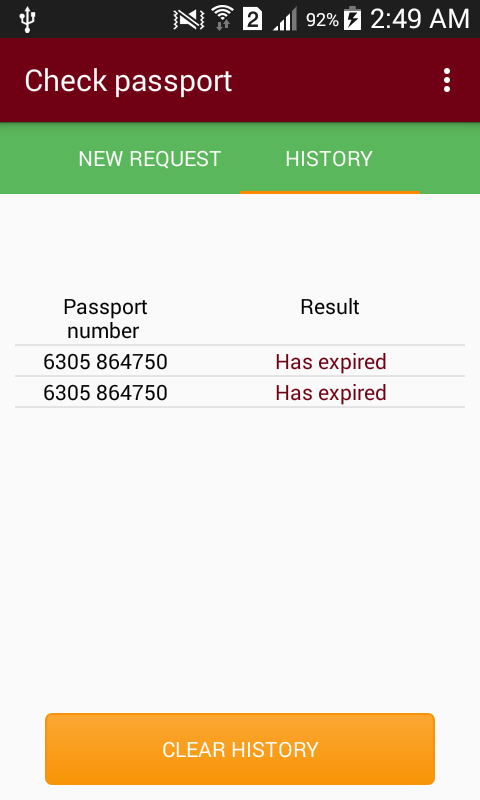 2 92% 2:49 AM
Check passport
NEW REQUEST HISTORY
Passport number Result
6305 864750 Has expired
6305 864750 Has expired
CLEAR HISTORY